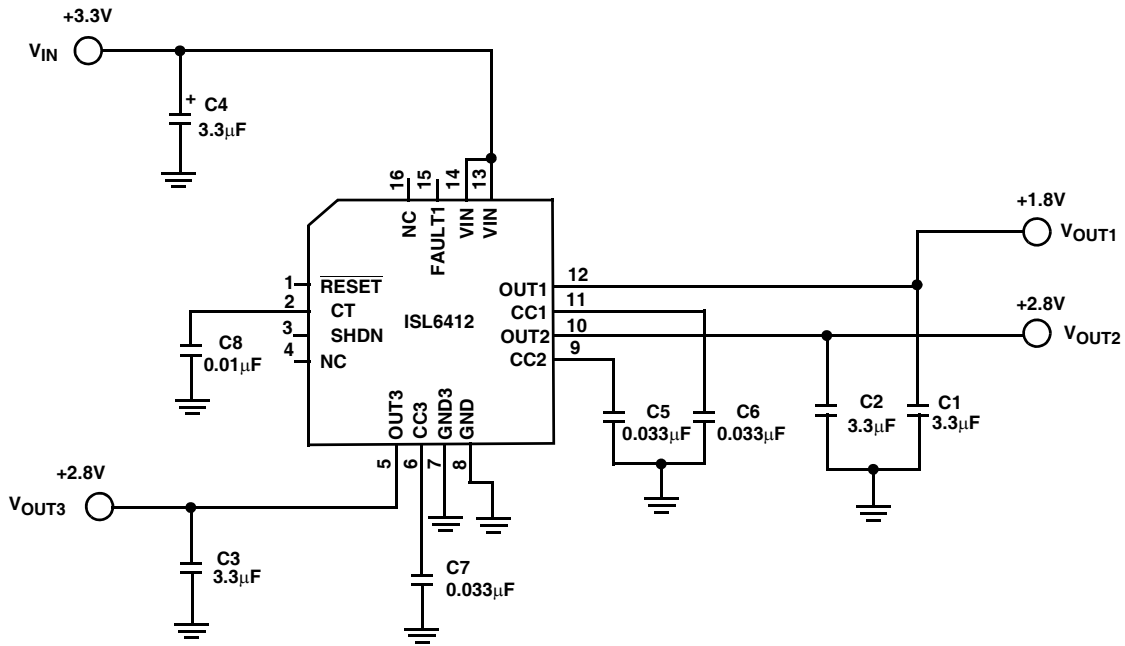 +3.3V
VIN
+ C4
3.3µF
16
15
14
13
NC
FAULT1
VIN
VIN
+1.8V
VOUT1
1 RESET
2 CT
3 SHDN
4 NC
ISL6412
OUT1 12
CC1 11
OUT2 10
CC2 9
+2.8V
VOUT2
C8
0.01µF
OUT3
CC3
GND3
GND
5
6
7
8
C5
0.033µF
C6
0.033µF
C2
3.3µF
C1
3.3µF
+2.8V
VOUT3
C3
3.3µF
C7
0.033µF